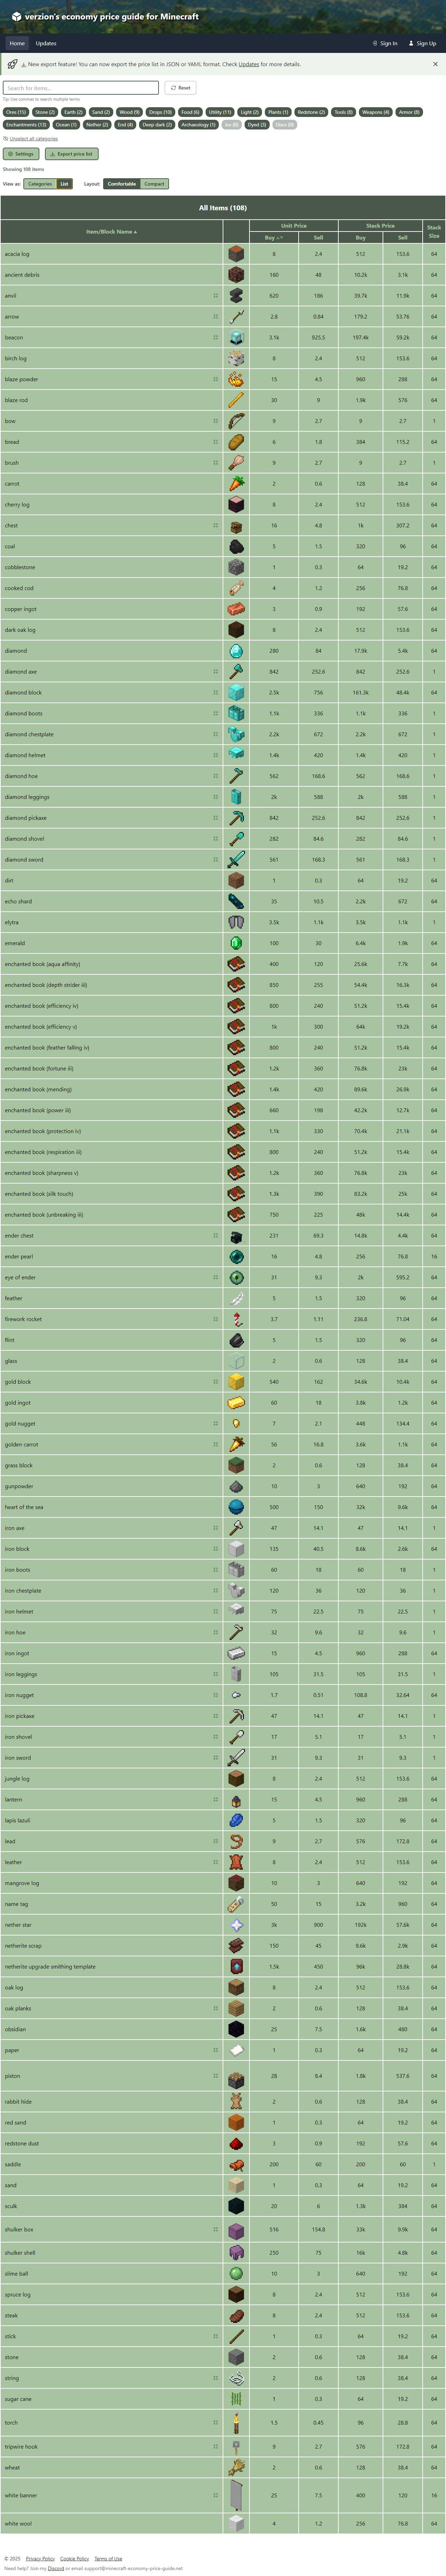 verzion's economy price guide for Minecraft
Home Updates Sign In Sign Up
New export feature! You can now export the price list in JSON or YAML format. Check Updates for more details.
Search for items... Reset
Tip: Use commas to search multiple terms
Ores (15) Stone (2) Earth (2) Sand (2) Wood (9) Drops (10) Food (6) Utility (11) Light (2) Plants (1) Redstone (2) Tools (8) Weapons (4) Armor (8)
Enchantments (13) Ocean (1) Nether (2) End (4) Deep dark (2) Archaeology (1) Dyed (3)
Unselect all categories
Settings Export price list
Showing 108 items
View as: Categories List Layout: Comfortable Compact
All Items (108)
Item/Block Name Unit Price Stack Price Stack Size
Buy Sell Buy Sell
acacia log 8 2.4 512 153.6 64
ancient debris 160 48 10.2k 3.1k 64
anvil 620 186 39.7k 11.9k 64
arrow 2.8 0.84 179.2 53.76 64
beacon 3.1k 925.5 197.4k 59.2k 64
birch log 8 2.4 512 153.6 64
blaze powder 15 4.5 960 288 64
blaze rod 30 9 1.9k 576 64
bow 9 2.7 9 2.7 1
bread 6 1.8 384 115.2 64
brush 9 2.7 9 2.7 1
carrot 2 0.6 128 38.4 64
cherry log 8 2.4 512 153.6 64
chest 16 4.8 1k 307.2 64
coal 5 1.5 320 96 64
cobblestone 1 0.3 64 19.2 64
cooked cod 4 1.2 256 76.8 64
copper ingot 3 0.9 192 57.6 64
dark oak log 8 2.4 512 153.6 64
diamond 280 84 17.9k 5.4k 64
diamond axe 842 252.6 842 252.6 1
diamond block 2.5k 756 161.3k 48.4k 64
diamond boots 1.1k 336 1.1k 336 1
diamond chestplate 2.2k 672 2.2k 672 1
diamond helmet 1.4k 420 1.4k 420 1
diamond hoe 562 168.6 562 168.6 1
diamond leggings 2k 588 2k 588 1
diamond pickaxe 842 252.6 842 252.6 1
diamond shovel 282 84.6 282 84.6 1
diamond sword 561 168.3 561 168.3 1
dirt 1 0.3 64 19.2 64
echo shard 35 10.5 2.2k 672 64
elytra 3.5k 1.1k 3.5k 1.1k 1
emerald 100 30 6.4k 1.9k 64
enchanted book (aqua affinity) 400 120 25.6k 7.7k 64
enchanted book (depth strider iii) 850 255 54.4k 16.3k 64
enchanted book (efficiency iv) 800 240 51.2k 15.4k 64
enchanted book (efficiency v) 1k 300 64k 19.2k 64
enchanted book (feather falling iv) 800 240 51.2k 15.4k 64
enchanted book (fortune iii) 1.2k 360 76.8k 23k 64
enchanted book (mending) 1.4k 420 89.6k 26.9k 64
enchanted book (power iii) 660 198 42.2k 12.7k 64
enchanted book (protection iv) 1.1k 330 70.4k 21.1k 64
enchanted book (respiration iii) 800 240 51.2k 15.4k 64
enchanted book (sharpness v) 1.2k 360 76.8k 23k 64
enchanted book (silk touch) 1.3k 390 83.2k 25k 64
enchanted book (unbreaking iii) 750 225 48k 14.4k 64
ender chest 231 69.3 14.8k 4.4k 64
ender pearl 16 4.8 256 76.8 16
eye of ender 31 9.3 2k 595.2 64
feather 5 1.5 320 96 64
firework rocket 3.7 1.11 236.8 71.04 64
flint 5 1.5 320 96 64
glass 2 0.6 128 38.4 64
gold block 540 162 34.6k 10.4k 64
gold ingot 60 18 3.8k 1.2k 64
gold nugget 7 2.1 448 134.4 64
golden carrot 56 16.8 3.6k 1.1k 64
grass block 2 0.6 128 38.4 64
gunpowder 10 3 640 192 64
heart of the sea 500 150 32k 9.6k 64
iron axe 47 14.1 47 14.1 1
iron block 135 40.5 8.6k 2.6k 64
iron boots 60 18 60 18 1
iron chestplate 120 36 120 36 1
iron helmet 75 22.5 75 22.5 1
iron hoe 32 9.6 32 9.6 1
iron ingot 15 4.5 960 288 64
iron leggings 105 31.5 105 31.5 1
iron nugget 1.7 0.51 108.8 32.64 64
iron pickaxe 47 14.1 47 14.1 1
iron shovel 17 5.1 17 5.1 1
iron sword 31 9.3 31 9.3 1
jungle log 8 2.4 512 153.6 64
lantern 15 4.5 960 288 64
lapis lazuli 5 1.5 320 96 64
lead 9 2.7 576 172.8 64
leather 8 2.4 512 153.6 64
mangrove log 10 3 640 192 64
name tag 50 15 3.2k 960 64
nether star 3k 900 192k 57.6k 64
netherite scrap 150 45 9.6k 2.9k 64
netherite upgrade smithing template 1.5k 450 96k 28.8k 64
oak log 8 2.4 512 153.6 64
oak planks 2 0.6 128 38.4 64
obsidian 25 7.5 1.6k 480 64
paper 1 0.3 64 19.2 64
piston 28 8.4 1.8k 537.6 64
rabbit hide 2 0.6 128 38.4 64
red sand 1 0.3 64 19.2 64
redstone dust 3 0.9 192 57.6 64
saddle 200 60 200 60 1
sand 1 0.3 64 19.2 64
sculk 20 6 1.3k 384 64
shulker box 516 154.8 33k 9.9k 64
shulker shell 250 75 16k 4.8k 64
slime ball 10 3 640 192 64
spruce log 8 2.4 512 153.6 64
steak 8 2.4 512 153.6 64
stick 1 0.3 64 19.2 64
stone 2 0.6 128 38.4 64
string 2 0.6 128 38.4 64
sugar cane 1 0.3 64 19.2 64
torch 1.5 0.45 96 28.8 64
tripwire hook 9 2.7 576 172.8 64
wheat 2 0.6 128 38.4 64
white banner 25 7.5 400 120 16
white wool 4 1.2 256 76.8 64
© 2025 Privacy Policy Cookie Policy Terms of Use
Need help? Join my Discord or email support@minecraft-economy-price-guide.net